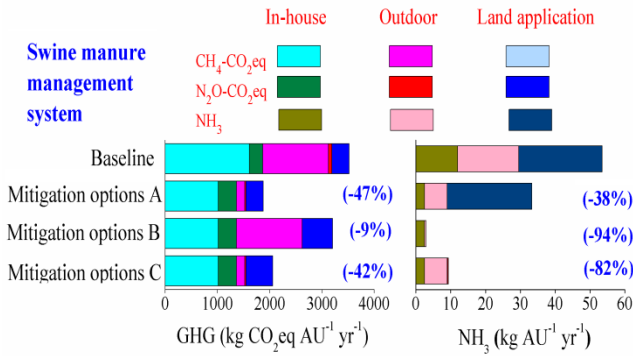 In-house Outdoor Land application
Swine manure management system
CH₄-CO₂eq
N₂O-CO₂eq
NH₃
Baseline
Mitigation options A (-47%) (-38%)
Mitigation options B (-9%) (-94%)
Mitigation options C (-42%) (-82%)
0 1000 2000 3000 4000 0 10 20 30 40 50 60
GHG (kg CO₂eq AU⁻¹ yr⁻¹) NH₃ (kg AU⁻¹ yr⁻¹)